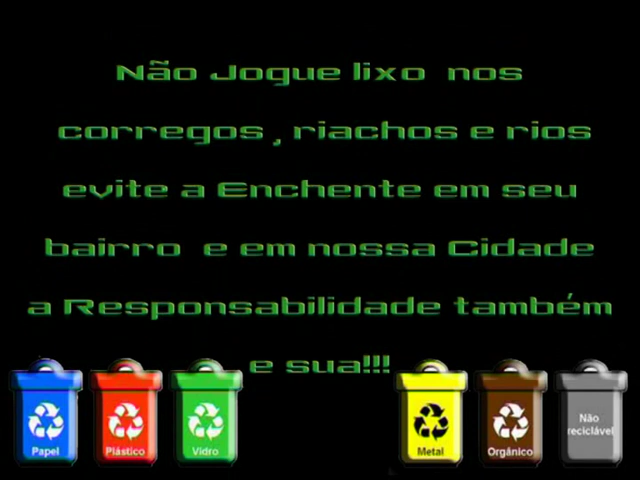 Não Jogue lixo nos
corregos , riachos e rios
evite a Enchente em seu
bairro e em nossa Cidade
a Responsabilidade também
e sua!!!
Papel
Plástico
Vidro
Metal
Orgânico
Não
reciclável